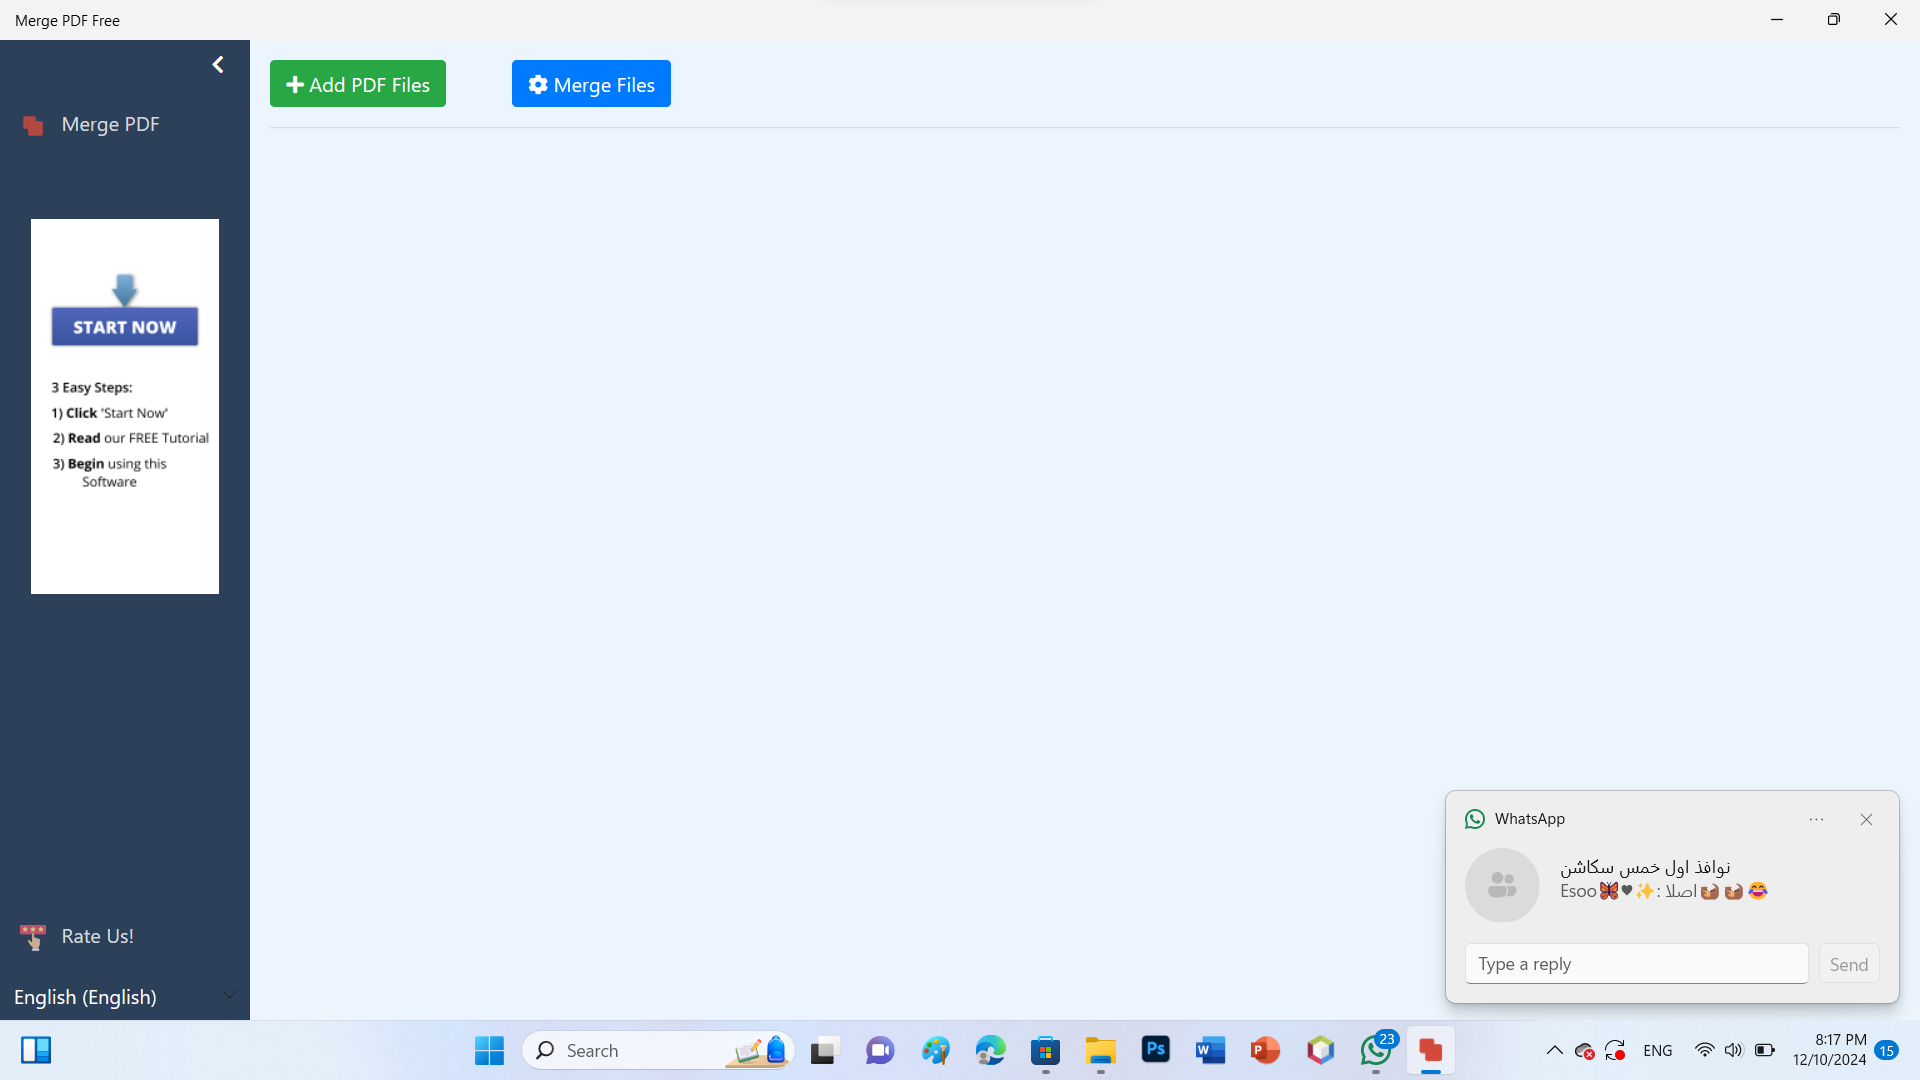 Merge PDF Free
Merge PDF
Add PDF Files
Merge Files
START NOW
3 Easy Steps:
1) Click 'Start Now'
2) Read our FREE Tutorial
3) Begin using this
Software
Rate Us!
English (English)
WhatsApp
نوافذ اول خمس سكاشن
Esoo🦋♥✨: اصلا🦦🦦😂
Type a reply
Send
Search
Ps
W
P
23
ENG
8:17 PM
12/10/2024
15